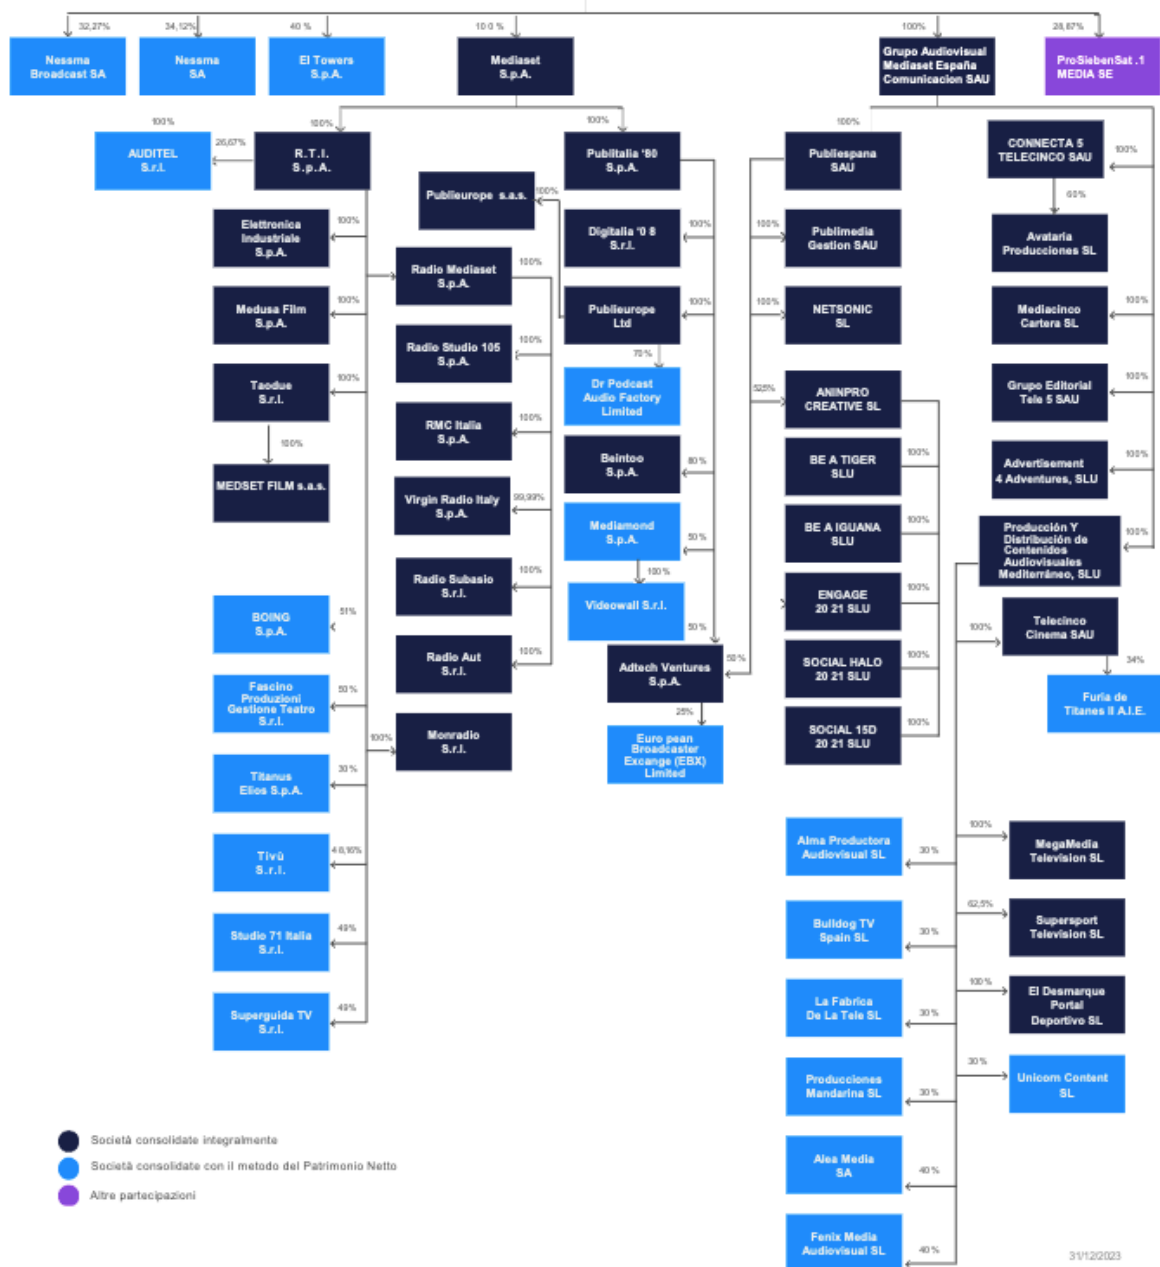 32,27%
34,12%
40 %
10 0 %
100%
28,87%
Nessma
Broadcast SA
Nessma
SA
EI Towers
S.p.A.
Mediaset
S.p.A.
Grupo Audiovisual
Mediaset España
Comunicacion SAU
ProSiebenSat .1
MEDIA SE
100%
100%
100%
100%
AUDITEL
S.r.l.
26,67%
R.T.I.
S.p.A.
Publitalia '80
S.p.A.
Publiespana
SAU
CONNECTA 5
TELECINCO SAU
100%
Publieurope s.a.s.
100%
60%
Elettronica
Industriale
S.p.A.
100%
Digitalia '0 8
S.r.l.
100%
100%
Publimedia
Gestion SAU
Avataria
Producciones SL
Radio Mediaset
S.p.A.
100%
Medusa Film
S.p.A.
100%
Publieurope
Ltd
100%
100%
NETSONIC
SL
Mediacinco
Cartera SL
100%
Radio Studio 105
S.p.A.
100%
70%
Taodue
S.r.l.
100%
Dr Podcast
Audio Factory
Limited
52,5%
ANINPRO
CREATIVE SL
Grupo Editorial
Tele 5 SAU
100%
RMC Italia
S.p.A.
100%
100%
MEDSET FILM s.a.s.
Beintoo
S.p.A.
80%
BE A TIGER
SLU
100%
Advertisement
4 Adventures, SLU
100%
Virgin Radio Italy
S.p.A.
99,99%
Mediamond
S.p.A.
50%
BE A IGUANA
SLU
100%
Producción Y
Distribución de
Contenidos
Audiovisuales
Mediterráneo, SLU
100%
Radio Subasio
S.r.l.
100%
100%
Videowall S.r.l.
50%
ENGAGE
20 21 SLU
100%
BOING
S.p.A.
51%
100%
Telecinco
Cinema SAU
Radio Aut
S.r.l.
100%
Adtech Ventures
S.p.A.
50%
SOCIAL HALO
20 21 SLU
100%
34%
Fascino
Produzioni
Gestione Teatro
S.r.l.
50%
25%
Furia de
Titanes II A.I.E.
100%
Monradio
S.r.l.
Euro pean
Broadcaster
Excange (EBX)
Limited
SOCIAL 15D
20 21 SLU
100%
Titanus
Elios S.p.A.
30%
Tivù
S.r.l.
4 8,16%
Alma Productora
Audiovisual SL
30%
100%
MegaMedia
Television SL
Studio 71 Italia
S.r.l.
49%
Bulldog TV
Spain SL
30%
62,5%
Supersport
Television SL
Superguida TV
S.r.l.
49%
La Fabrica
De La Tele SL
30%
100%
El Desmarque
Portal
Deportivo SL
Producciones
Mandarina SL
30%
30%
Unicorn Content
SL
Società consolidate integralmente
Società consolidate con il metodo del Patrimonio Netto
Altre partecipazioni
Alea Media
SA
40%
Fenix Media
Audiovisual SL
40%
31/12/2023